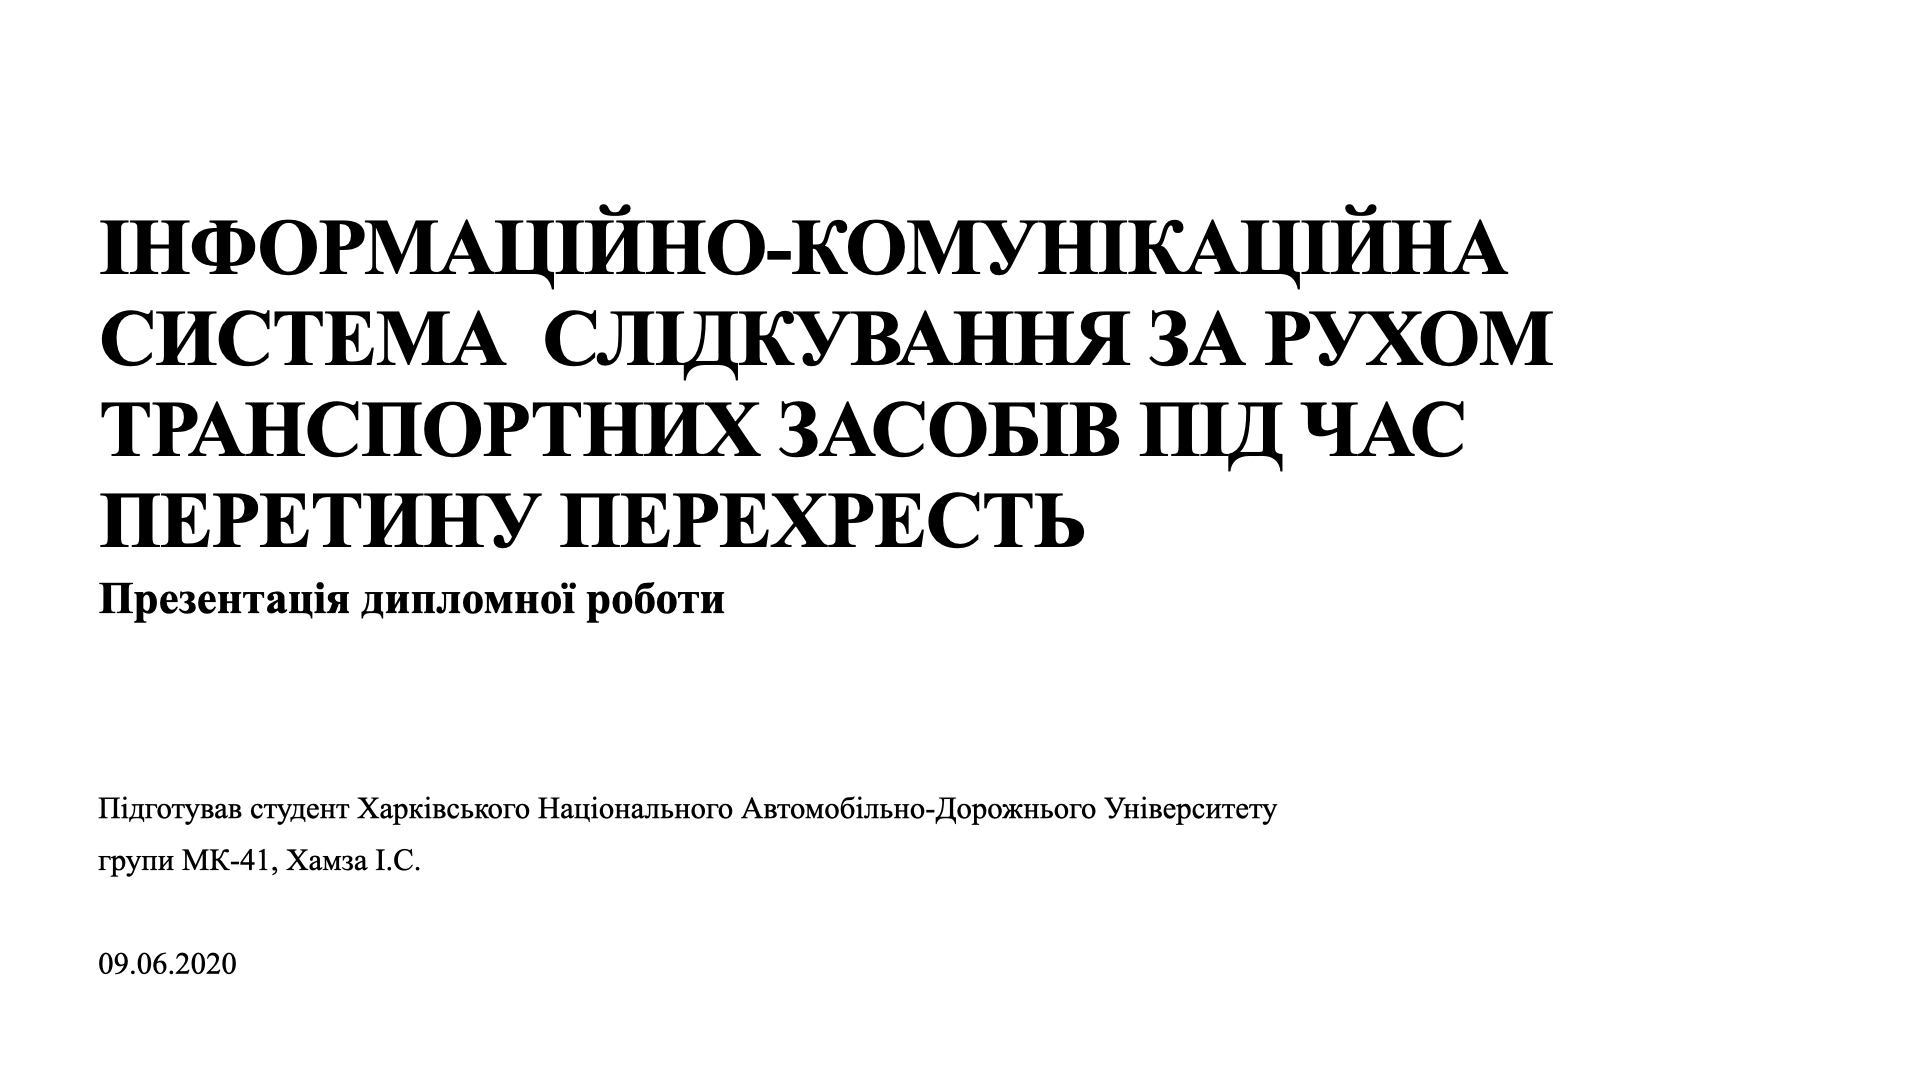 ІНФОРМАЦІЙНО-КОМУНІКАЦІЙНА
СИСТЕМА  СЛІДКУВАННЯ ЗА РУХОМ
ТРАНСПОРТНИХ ЗАСОБІВ ПІД ЧАС
ПЕРЕТИНУ ПЕРЕХРЕСТЬ
Презентація дипломної роботи
Підготував студент Харківського Національного Автомобільно-Дорожнього Університету
групи МК-41, Хамза І.С.
09.06.2020